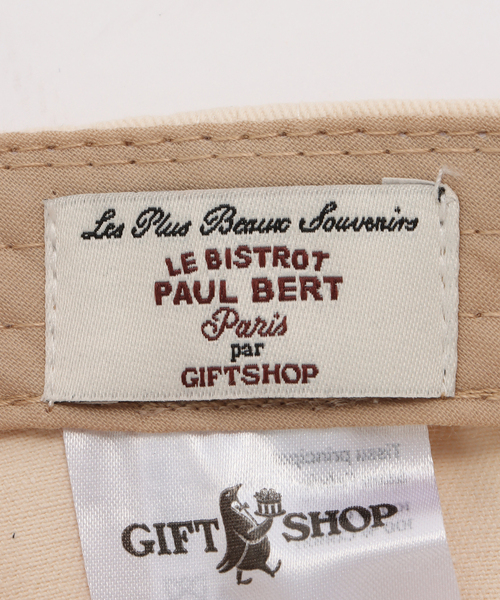 Les Plus Beaux Souvenirs
LE BISTROT
PAUL BERT
Paris
par
GIFTSHOP
GIFT SHOP